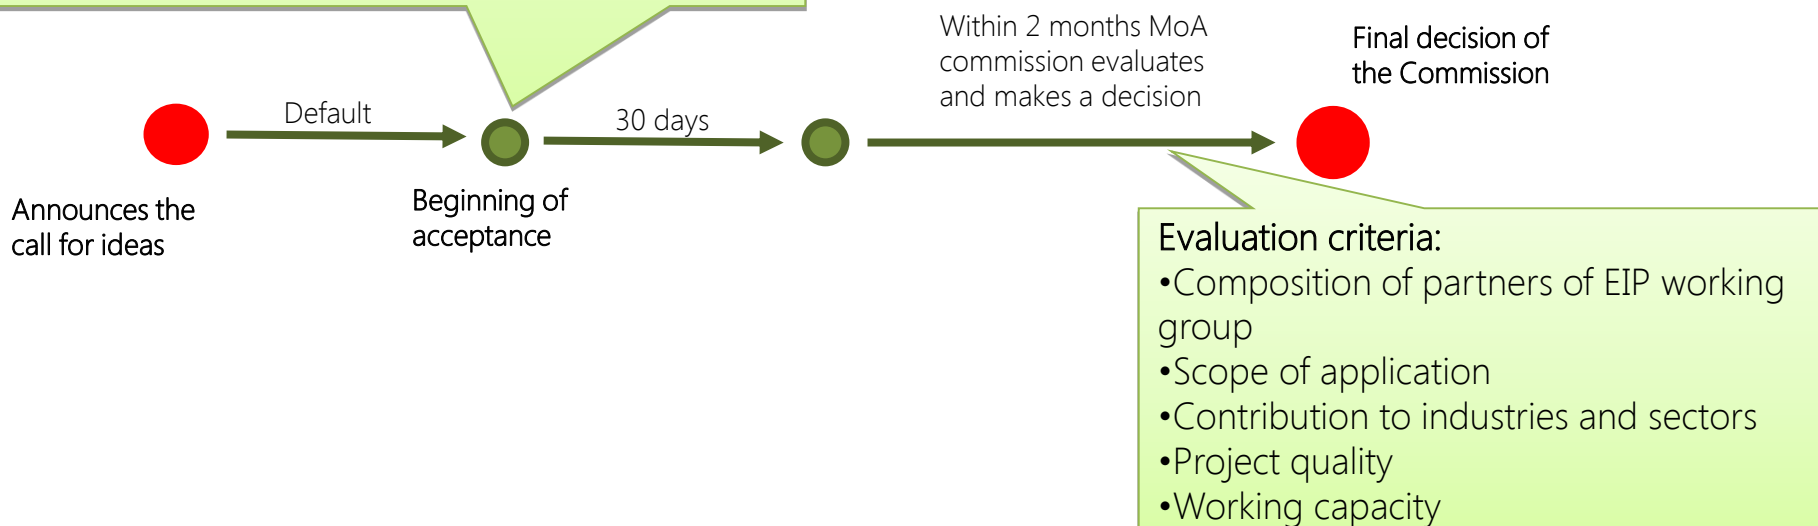 Within 2 months MoA
commission evaluates
and makes a decision
Final decision of
the Commission
Default
30 days
Announces the
call for ideas
Beginning of
acceptance
Evaluation criteria:
•Composition of partners of EIP working
group
•Scope of application
•Contribution to industries and sectors
•Project quality
•Working capacity